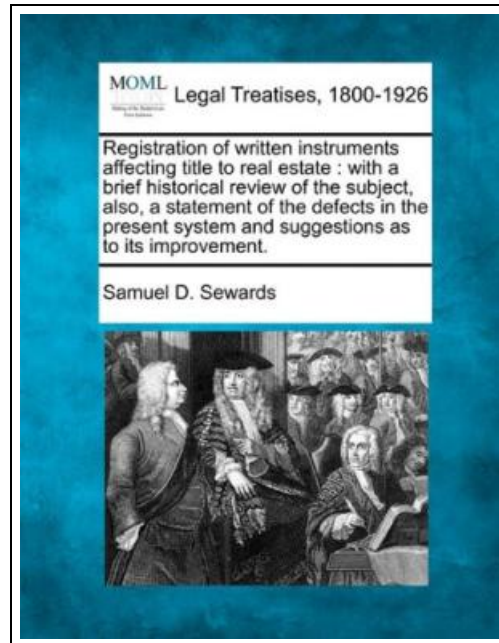 MOML
Legal Treatises, 1800-1926
Registration of written instruments
affecting title to real estate : with a
brief historical review of the subject,
also, a statement of the defects in the
present system and suggestions as
to its improvement.
Samuel D. Sewards